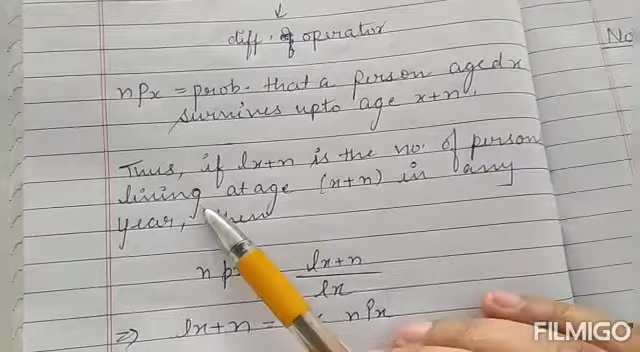 diff. operator
npx = prob. that a person aged x
survives upto age x+n.
Thus, if lx+n is the no. of person
living at age (x+n) in any
year, then
np lx+n
lx
⇒ lx+n = npx
No
FILMIGO